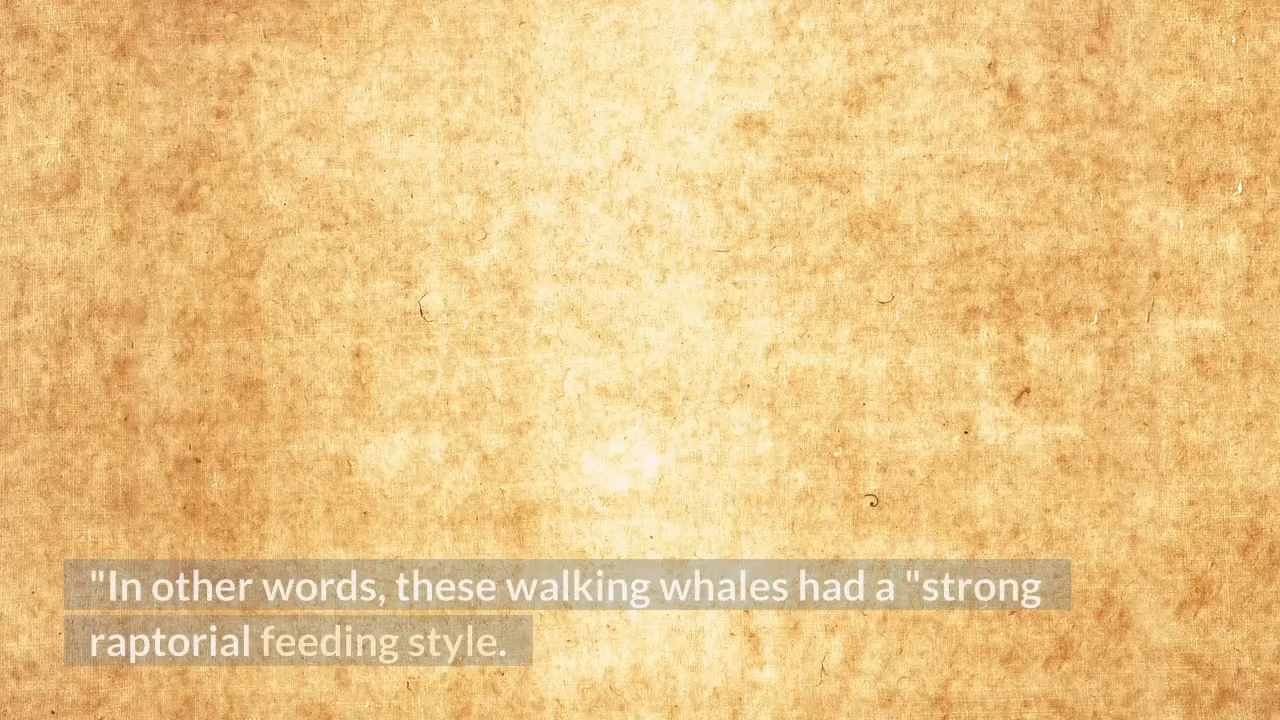 "In other words, these walking whales had a "strong
raptorial feeding style.